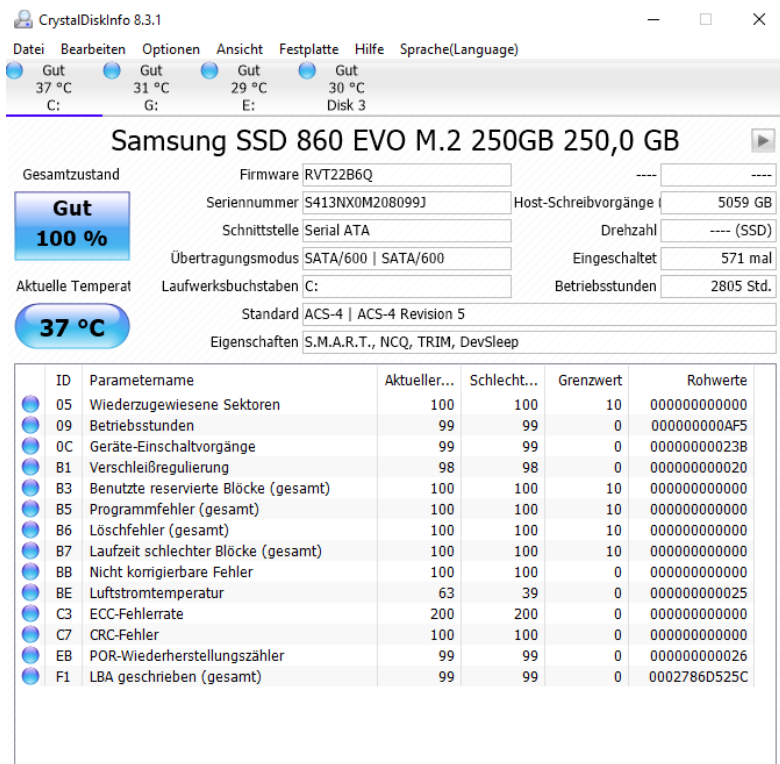 CrystalDiskInfo 8.3.1
Datei Bearbeiten Optionen Ansicht Festplatte Hilfe Sprache(Language)
Gut Gut Gut Gut
37 °C 31 °C 29 °C 30 °C
C: G: E: Disk 3
Samsung SSD 860 EVO M.2 250GB 250,0 GB
Gesamtzustand Firmware RVT22B6Q ---- ----
Gut 100 % Seriennummer S413NX0M208099J Host-Schreibvorgänge 5059 GB
Schnittstelle Serial ATA Drehzahl ---- (SSD)
Übertragungsmodus SATA/600 | SATA/600 Eingeschaltet 571 mal
Aktuelle Temperat Laufwerksbuchstaben C: Betriebsstunden 2805 Std.
37 °C Standard ACS-4 | ACS-4 Revision 5
Eigenschaften S.M.A.R.T., NCQ, TRIM, DevSleep
ID Parametername Aktueller... Schlecht... Grenzwert Rohwerte
05 Wiederzugewiesene Sektoren 100 100 10 000000000000
09 Betriebsstunden 99 99 0 000000000AF5
0C Geräte-Einschaltvorgänge 99 99 0 00000000023B
B1 Verschleißregulierung 98 98 0 000000000020
B3 Benutzte reservierte Blöcke (gesamt) 100 100 10 000000000000
B5 Programmfehler (gesamt) 100 100 10 000000000000
B6 Löschfehler (gesamt) 100 100 10 000000000000
B7 Laufzeit schlechter Blöcke (gesamt) 100 100 10 000000000000
BB Nicht korrigierbare Fehler 100 100 0 000000000000
BE Luftstromtemperatur 63 39 0 000000000025
C3 ECC-Fehlerrate 200 200 0 000000000000
C7 CRC-Fehler 100 100 0 000000000000
EB POR-Wiederherstellungszähler 99 99 0 000000000026
F1 LBA geschrieben (gesamt) 99 99 0 0002786D525C